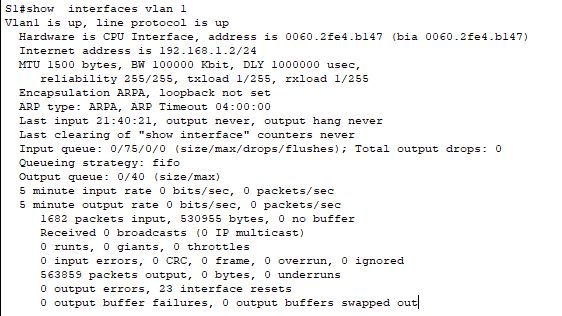 S1#show  interfaces vlan 1
Vlan1 is up, line protocol is up
  Hardware is CPU Interface, address is 0060.2fe4.b147 (bia 0060.2fe4.b147)
  Internet address is 192.168.1.2/24
  MTU 1500 bytes, BW 100000 Kbit, DLY 1000000 usec,
     reliability 255/255, txload 1/255, rxload 1/255
  Encapsulation ARPA, loopback not set
  ARP type: ARPA, ARP Timeout 04:00:00
  Last input 21:40:21, output never, output hang never
  Last clearing of "show interface" counters never
  Input queue: 0/75/0/0 (size/max/drops/flushes); Total output drops: 0
  Queueing strategy: fifo
  Output queue: 0/40 (size/max)
  5 minute input rate 0 bits/sec, 0 packets/sec
  5 minute output rate 0 bits/sec, 0 packets/sec
     1682 packets input, 530955 bytes, 0 no buffer
     Received 0 broadcasts (0 IP multicast)
     0 runts, 0 giants, 0 throttles
     0 input errors, 0 CRC, 0 frame, 0 overrun, 0 ignored
     563859 packets output, 0 bytes, 0 underruns
     0 output errors, 23 interface resets
     0 output buffer failures, 0 output buffers swapped out